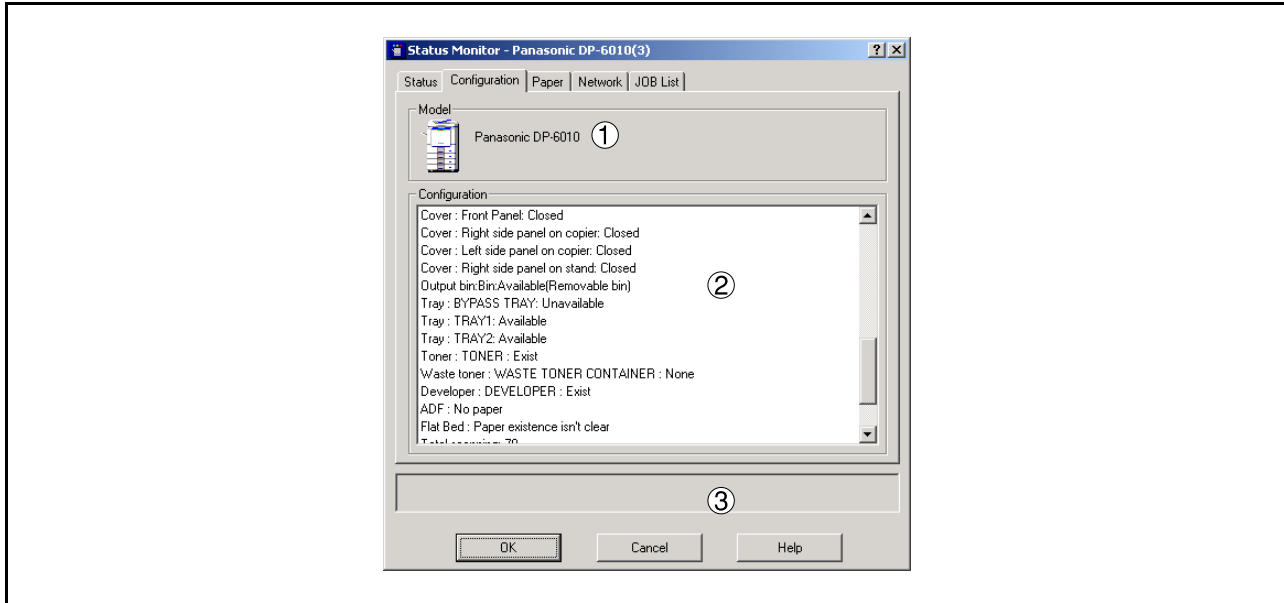 Status Monitor - Panasonic DP-6010(3)
Status Configuration Paper Network JOB List
Model
Panasonic DP-6010 ①
Configuration
Cover : Front Panel: Closed
Cover : Right side panel on copier: Closed
Cover : Left side panel on copier: Closed
Cover : Right side panel on stand: Closed
Output bin:Bin:Available(Removable bin)
②
Tray : BYPASS TRAY: Unavailable
Tray : TRAY1: Available
Tray : TRAY2: Available
Toner : TONER : Exist
Waste toner : WASTE TONER CONTAINER : None
Developer : DEVELOPER : Exist
ADF : No paper
Flat Bed : Paper existence isn't clear
Total scanning: 70
③
OK Cancel Help